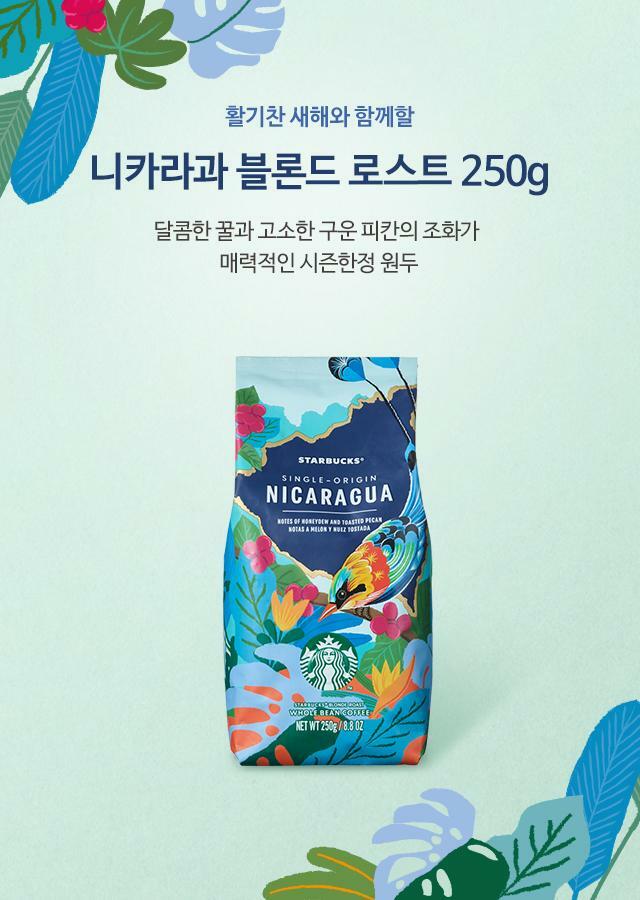 활기찬 새해와 함께할
니카라과 블론드 로스트 250g
달콤한 꿀과 고소한 구운 피칸의 조화가
매력적인 시즌한정 원두
STARBUCKS®
SINGLE-ORIGIN
NICARAGUA
NOTES OF HONEYDEW AND TOASTED PECAN
NOTAS A MELON Y NUEZ TOSTADA
STARBUCKS® BLONDE ROAST
WHOLE BEAN COFFEE
NET WT 250g / 8.8 OZ